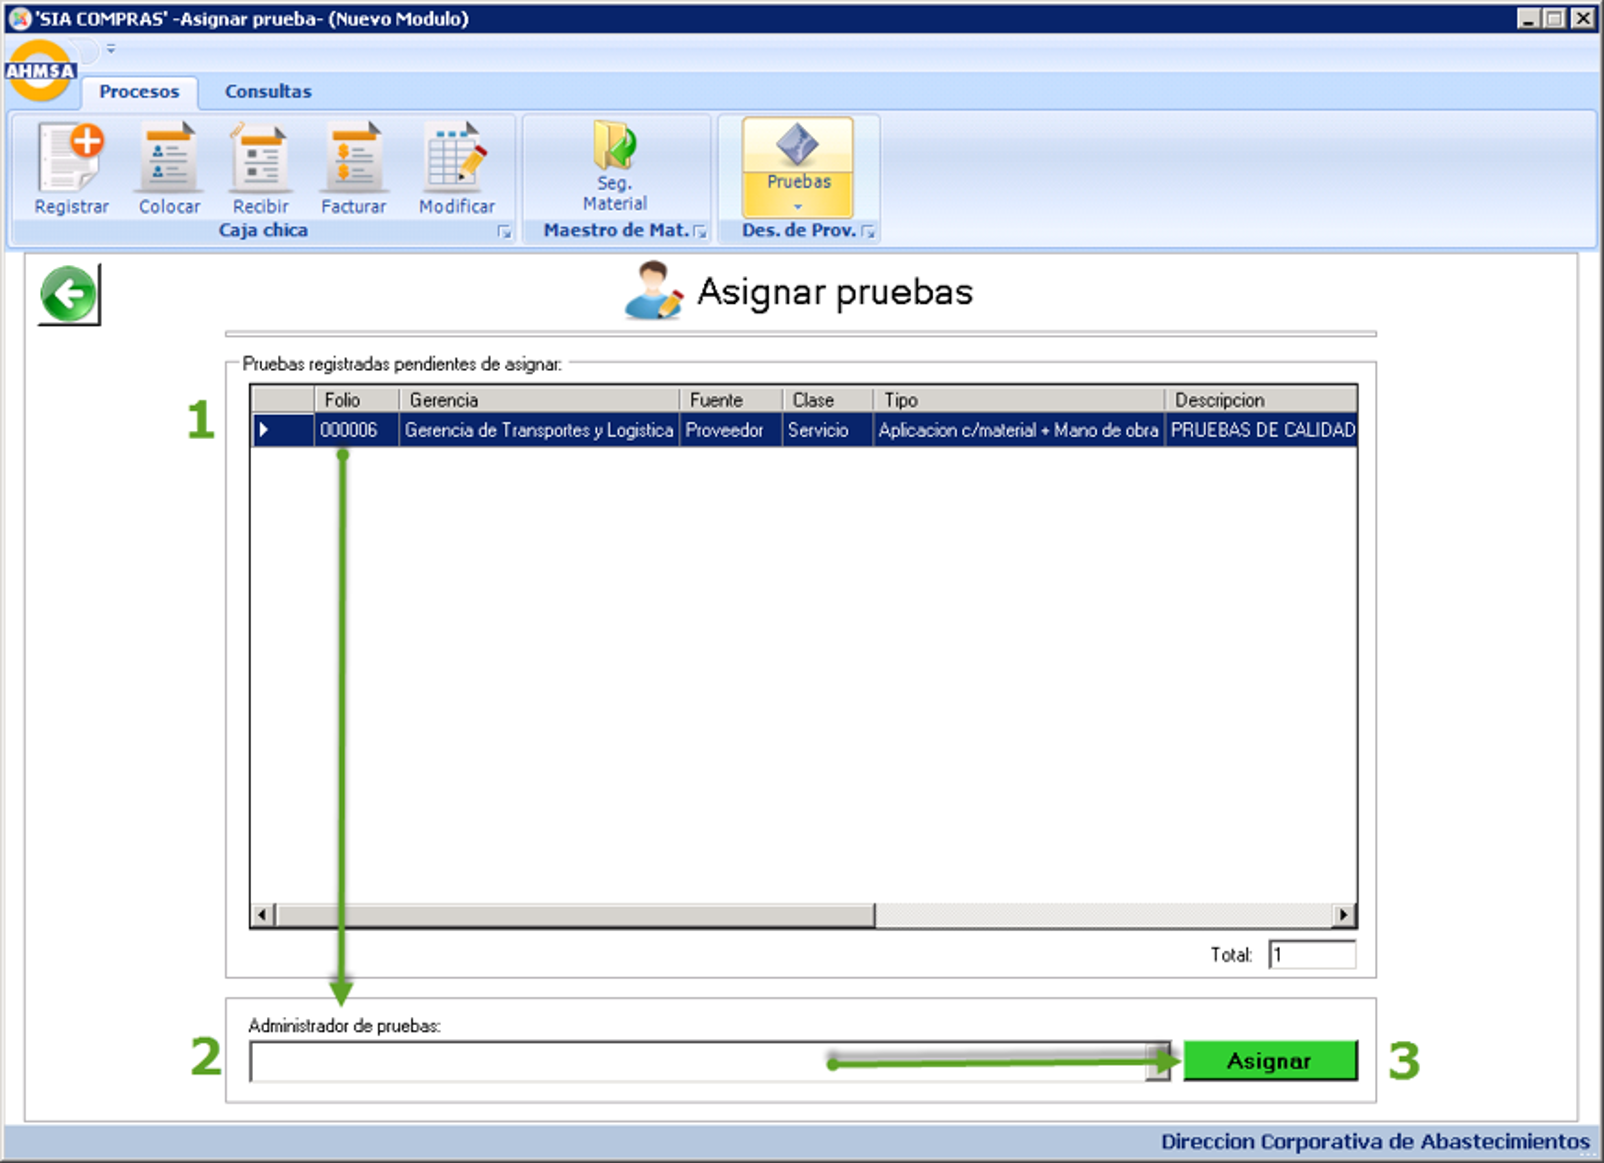 'SIA COMPRAS' -Asignar prueba- (Nuevo Modulo)
AHMSA
Procesos Consultas
Registrar Colocar Recibir Facturar Modificar
Caja chica
Seg. Material
Maestro de Mat.
Pruebas
Des. de Prov.
Asignar pruebas
Pruebas registradas pendientes de asignar:
1
Folio Gerencia Fuente Clase Tipo Descripcion
000006 Gerencia de Transportes y Logistica Proveedor Servicio Aplicacion c/material + Mano de obra PRUEBAS DE CALIDAD
Total: 1
Administrador de pruebas:
2
Asignar
3
Direccion Corporativa de Abastecimientos